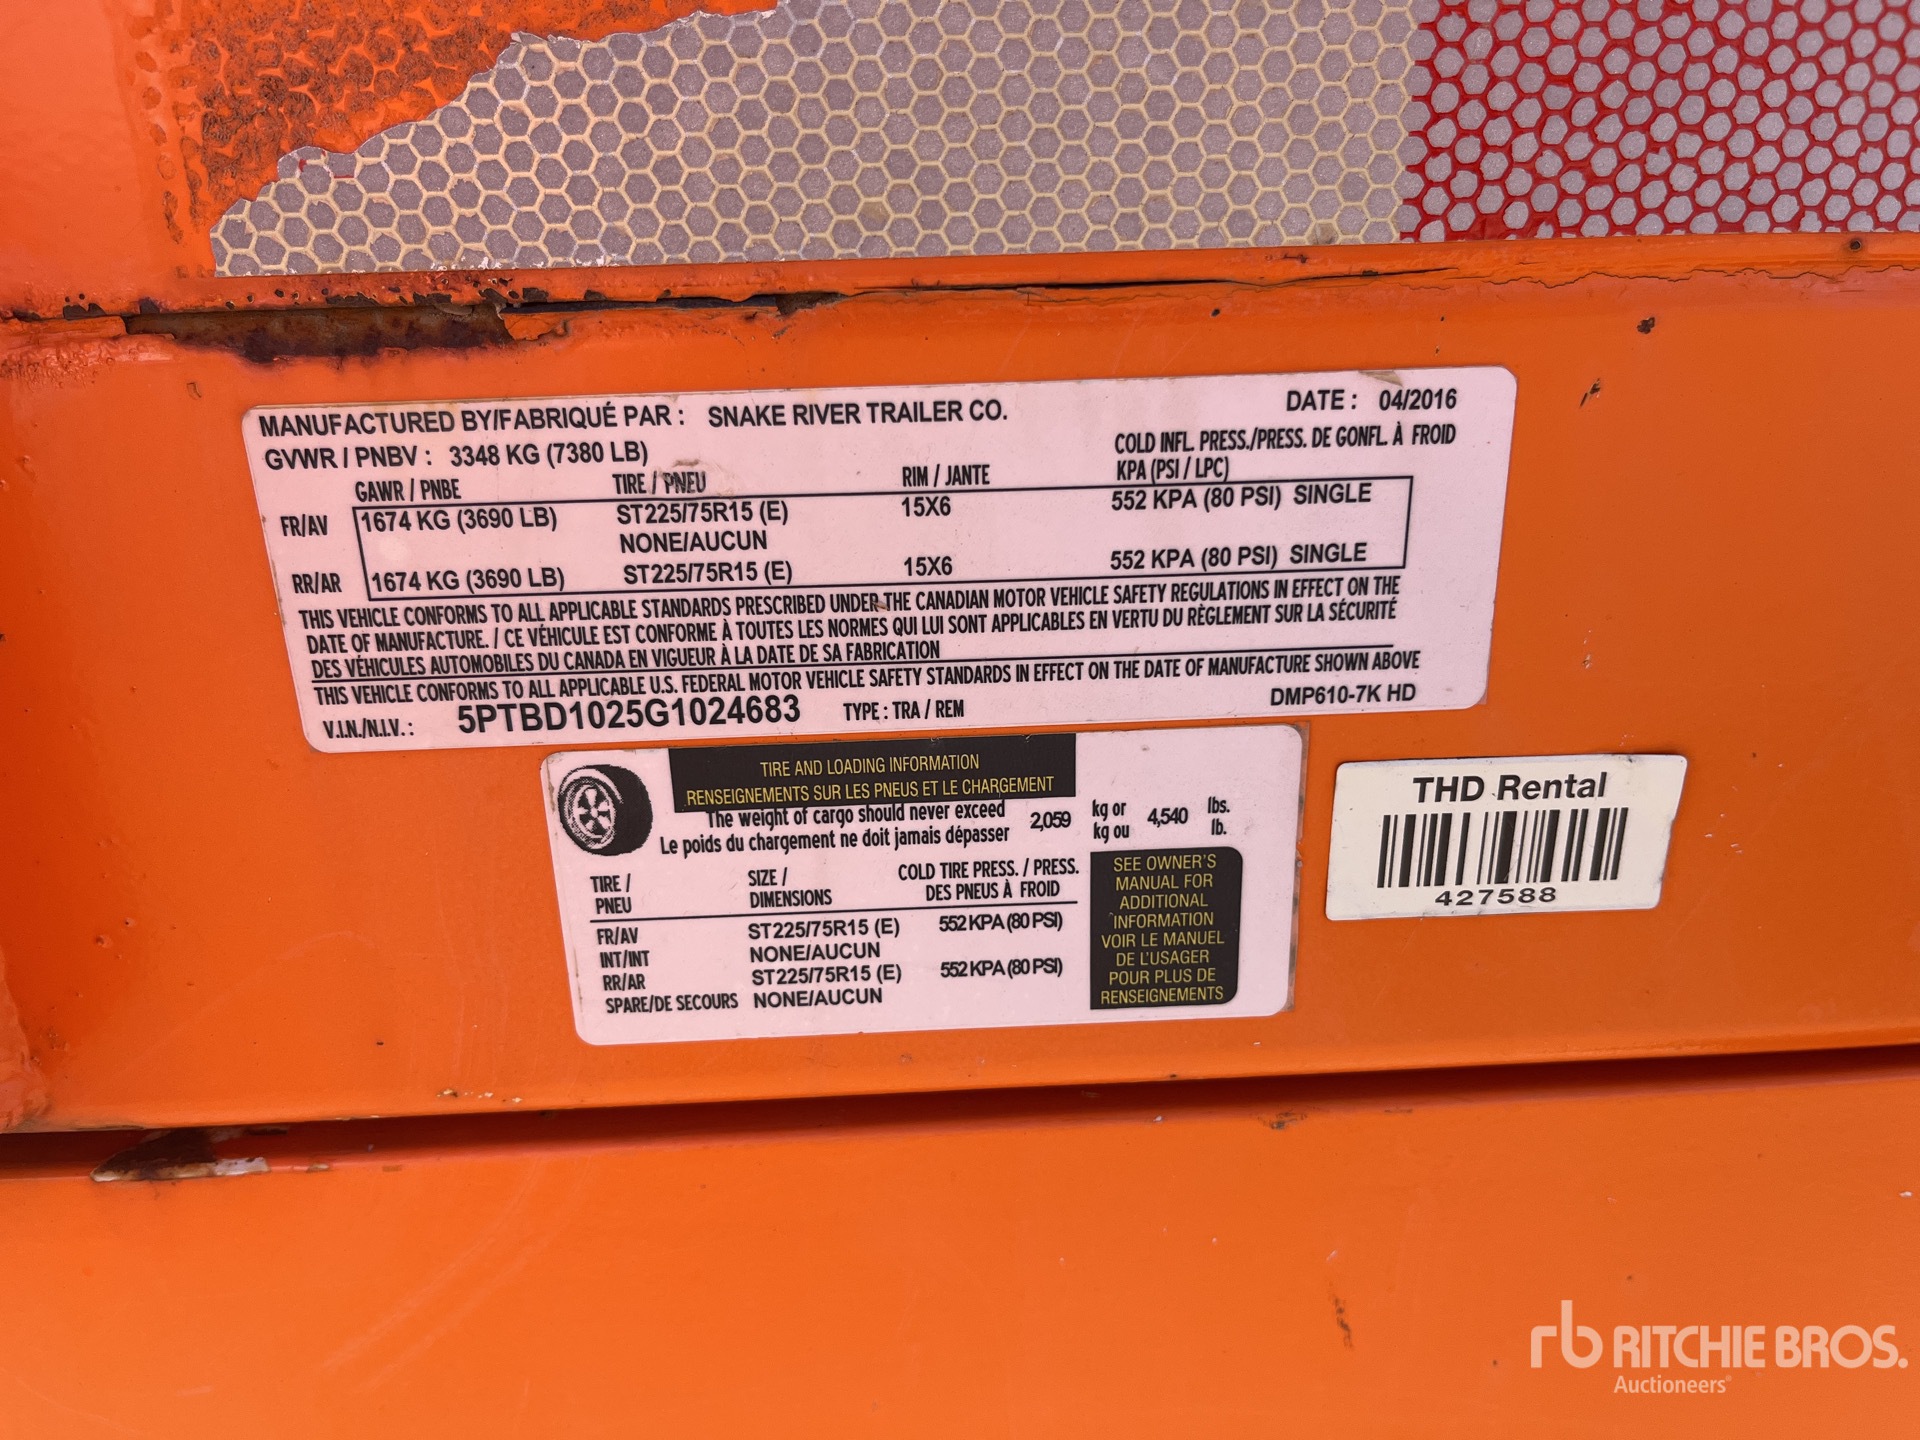 MANUFACTURED BY/FABRIQUÉ PAR : SNAKE RIVER TRAILER CO. DATE : 04/2016
GVWR / PNBV : 3348 KG (7380 LB) COLD INFL. PRESS./PRESS. DE GONFL. À FROID
GAWR / PNBE TIRE / PNEU RIM / JANTE KPA (PSI / LPC)
FR/AV 1674 KG (3690 LB) ST225/75R15 (E) 15X6 552 KPA (80 PSI) SINGLE
NONE/AUCUN
RR/AR 1674 KG (3690 LB) ST225/75R15 (E) 15X6 552 KPA (80 PSI) SINGLE
THIS VEHICLE CONFORMS TO ALL APPLICABLE STANDARDS PRESCRIBED UNDER THE CANADIAN MOTOR VEHICLE SAFETY REGULATIONS IN EFFECT ON THE
DATE OF MANUFACTURE. / CE VÉHICULE EST CONFORME À TOUTES LES NORMES QUI LUI SONT APPLICABLES EN VERTU DU RÈGLEMENT SUR LA SÉCURITÉ
DES VÉHICULES AUTOMOBILES DU CANADA EN VIGUEUR À LA DATE DE SA FABRICATION
THIS VEHICLE CONFORMS TO ALL APPLICABLE U.S. FEDERAL MOTOR VEHICLE SAFETY STANDARDS IN EFFECT ON THE DATE OF MANUFACTURE SHOWN ABOVE
V.I.N./N.I.V. : 5PTBD1025G1024683 TYPE : TRA / REM DMP610-7K HD
TIRE AND LOADING INFORMATION
RENSEIGNEMENTS SUR LES PNEUS ET LE CHARGEMENT
The weight of cargo should never exceed 2,059 kg or 4,540 lbs.
Le poids du chargement ne doit jamais dépasser kg ou lb.
TIRE / SIZE / COLD TIRE PRESS. / PRESS.
PNEU DIMENSIONS DES PNEUS À FROID
FR/AV ST225/75R15 (E) 552 KPA (80 PSI)
INT/INT NONE/AUCUN
RR/AR ST225/75R15 (E) 552 KPA (80 PSI)
SPARE/DE SECOURS NONE/AUCUN
SEE OWNER'S
MANUAL FOR
ADDITIONAL
INFORMATION
VOIR LE MANUEL
DE L'USAGER
POUR PLUS DE
RENSEIGNEMENTS
THD Rental
427588
rb RITCHIE BROS.
Auctioneers